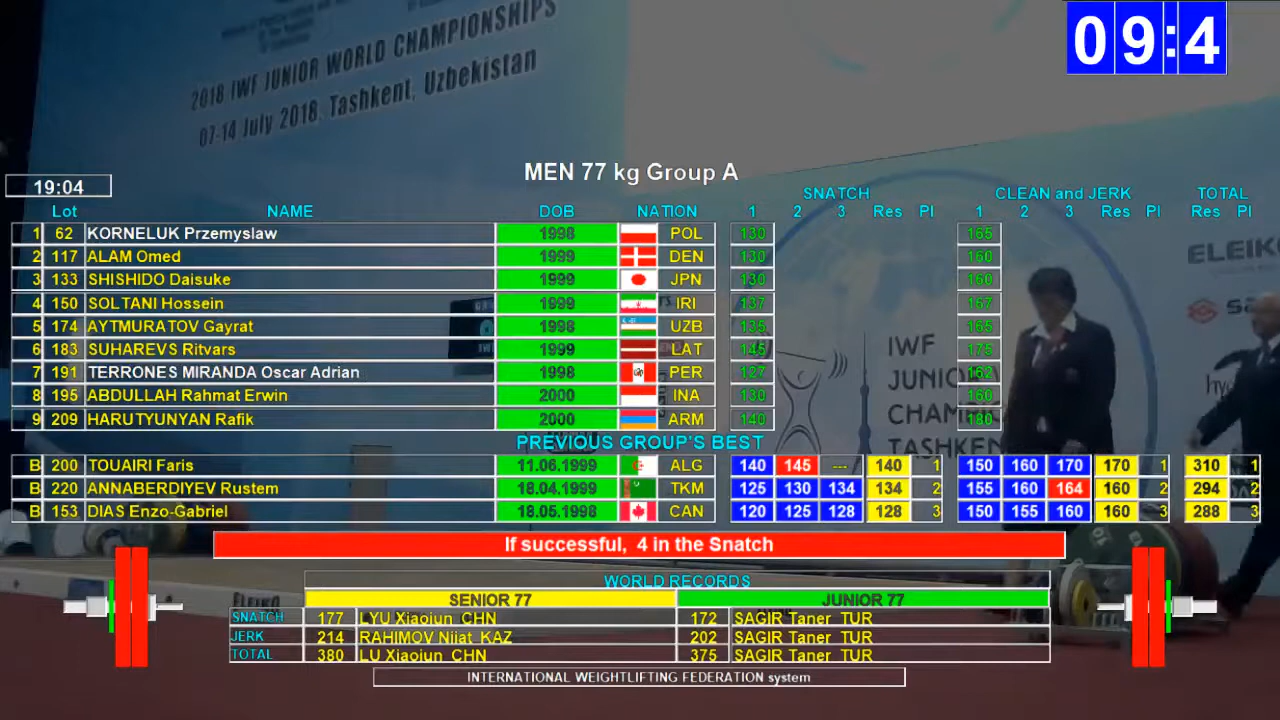 09:4
2018 IWF JUNIOR WORLD CHAMPIONSHIPS
07-14 July 2018, Tashkent, Uzbekistan
MEN 77 kg Group A
19:04
SNATCH CLEAN and JERK TOTAL
Lot NAME DOB NATION 1 2 3 Res Pl 1 2 3 Res Pl Res Pl
1 62 KORNELUK Przemyslaw 1998 POL 130 165
2 117 ALAM Omed 1999 DEN 130 160
3 133 SHISHIDO Daisuke 1999 JPN 130 160
4 150 SOLTANI Hossein 1999 IRI 137 167
5 174 AYTMURATOV Gayrat 1998 UZB 135 165
6 183 SUHAREVS Ritvars 1999 LAT 145 175
7 191 TERRONES MIRANDA Oscar Adrian 1998 PER 127 162
8 195 ABDULLAH Rahmat Erwin 2000 INA 130 160
9 209 HARUTYUNYAN Rafik 2000 ARM 140 180
PREVIOUS GROUP'S BEST
B 200 TOUAIRI Faris 11.06.1999 ALG 140 145 --- 140 1 150 160 170 170 1 310 1
B 220 ANNABERDIYEV Rustem 18.04.1999 TKM 125 130 134 134 2 155 160 164 160 2 294 2
B 153 DIAS Enzo-Gabriel 18.05.1998 CAN 120 125 128 128 3 150 155 160 160 3 288 3
If successful, 4 in the Snatch
WORLD RECORDS
SENIOR 77 JUNIOR 77
SNATCH 177 LYU Xiaojun CHN 172 SAGIR Taner TUR
JERK 214 RAHIMOV Nijat KAZ 202 SAGIR Taner TUR
TOTAL 380 LU Xiaojun CHN 375 SAGIR Taner TUR
INTERNATIONAL WEIGHTLIFTING FEDERATION system
ELEIKO
IWF
JUNIOR
TASHKEN
ELEIKO